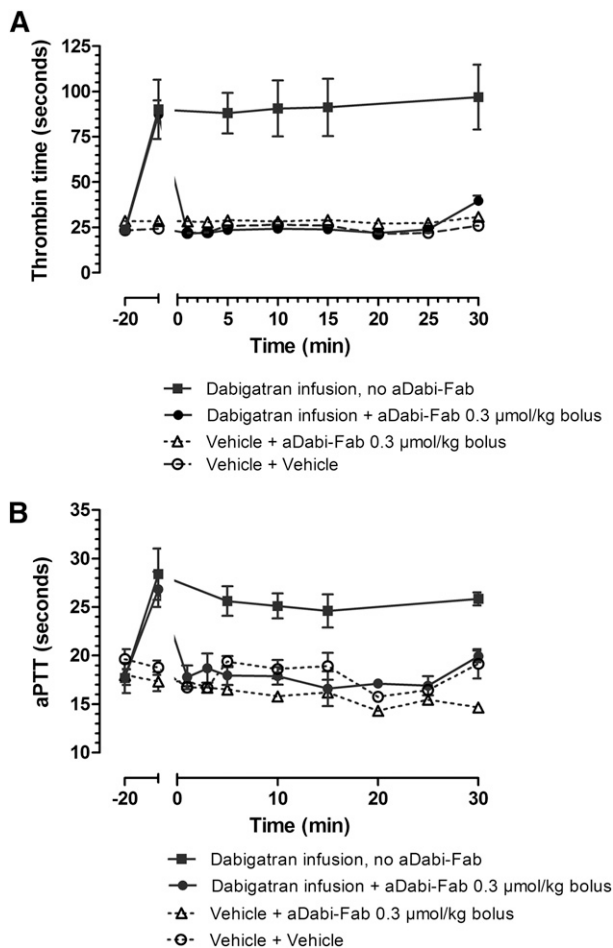 A
Thrombin time (seconds)
125
100
75
50
25
0
-20
0
5
10
15
20
25
30
Time (min)
Dabigatran infusion, no aDabi-Fab
Dabigatran infusion + aDabi-Fab 0.3 μmol/kg bolus
Vehicle + aDabi-Fab 0.3 μmol/kg bolus
Vehicle + Vehicle
B
aPTT (seconds)
35
30
25
20
15
10
-20
0
10
20
30
Time (min)
Dabigatran infusion, no aDabi-Fab
Dabigatran infusion + aDabi-Fab 0.3 μmol/kg bolus
Vehicle + aDabi-Fab 0.3 μmol/kg bolus
Vehicle + Vehicle